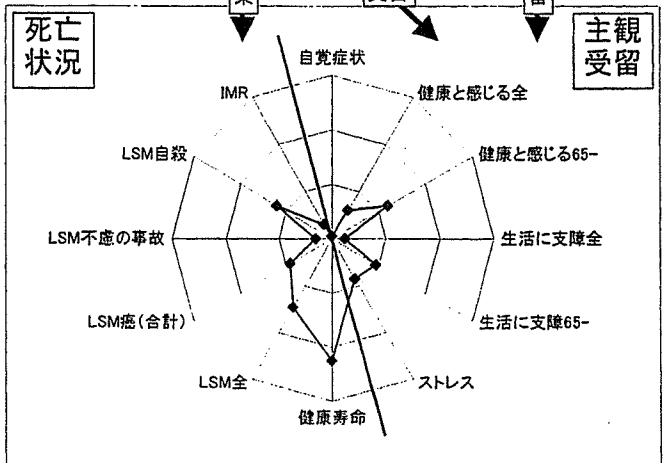 死亡
状況
主観
受留
自覚症状
IMR
健康と感じる全
LSM自殺
健康と感じる65-
LSM不慮の事故
生活に支障全
LSM癌(合計)
生活に支障65-
LSM全
ストレス
健康寿命